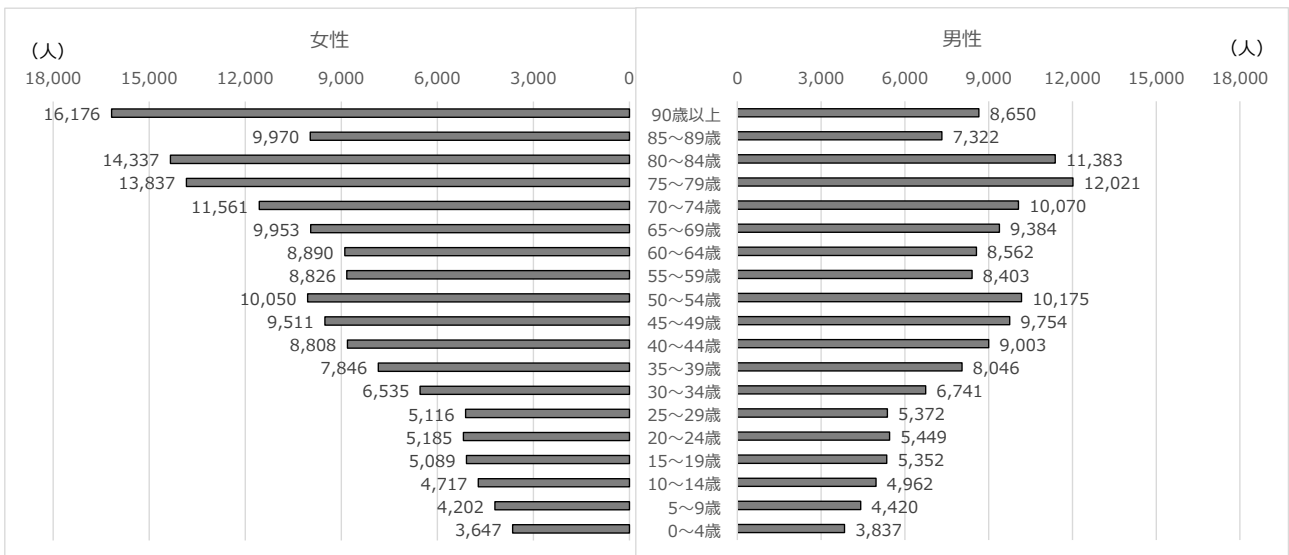 女性 男性
（人） （人）
18,000 15,000 12,000 9,000 6,000 3,000 0 0 3,000 6,000 9,000 12,000 15,000 18,000
16,176 90歳以上 8,650
9,970 85～89歳 7,322
14,337 80～84歳 11,383
13,837 75～79歳 12,021
11,561 70～74歳 10,070
9,953 65～69歳 9,384
8,890 60～64歳 8,562
8,826 55～59歳 8,403
10,050 50～54歳 10,175
9,511 45～49歳 9,754
8,808 40～44歳 9,003
7,846 35～39歳 8,046
6,535 30～34歳 6,741
5,116 25～29歳 5,372
5,185 20～24歳 5,449
5,089 15～19歳 5,352
4,717 10～14歳 4,962
4,202 5～9歳 4,420
3,647 0～4歳 3,837